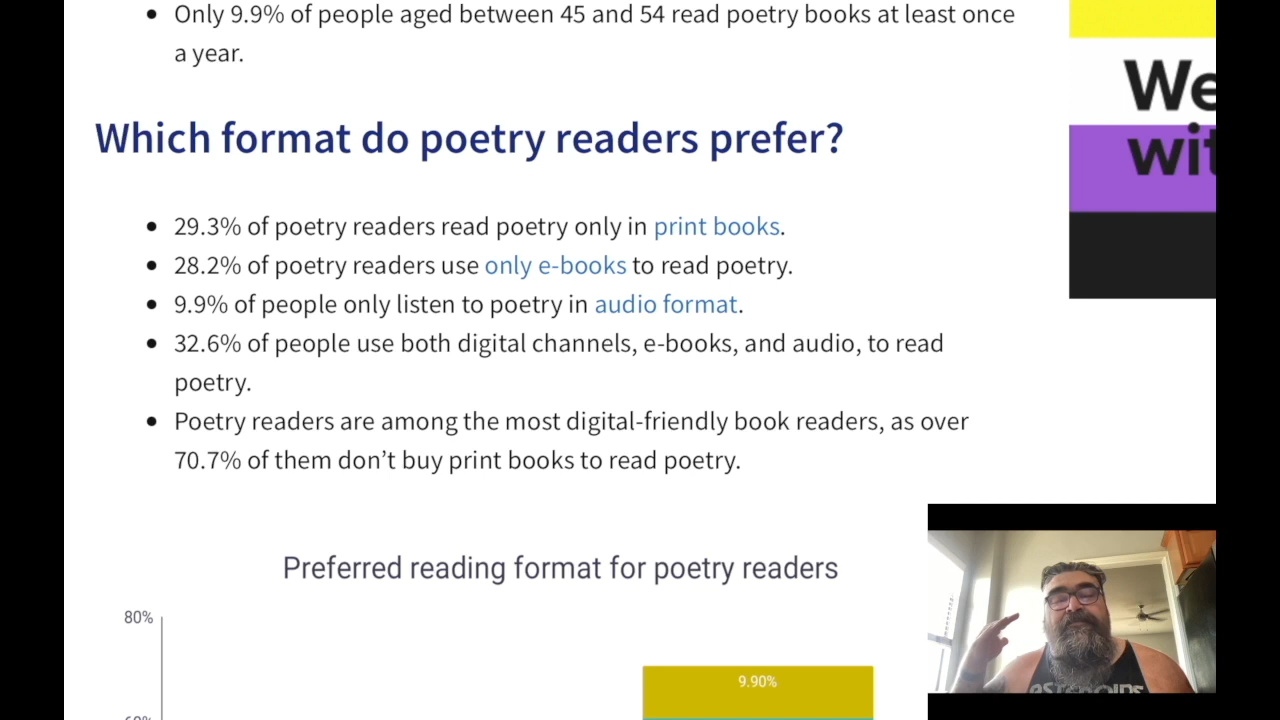 Only 9.9% of people aged between 45 and 54 read poetry books at least once
a year.
We
wit
Which format do poetry readers prefer?
29.3% of poetry readers read poetry only in print books.
28.2% of poetry readers use only e-books to read poetry.
9.9% of people only listen to poetry in audio format.
32.6% of people use both digital channels, e-books, and audio, to read
poetry.
Poetry readers are among the most digital-friendly book readers, as over
70.7% of them don’t buy print books to read poetry.
Preferred reading format for poetry readers
80%
9.90%
ASTEROIDS